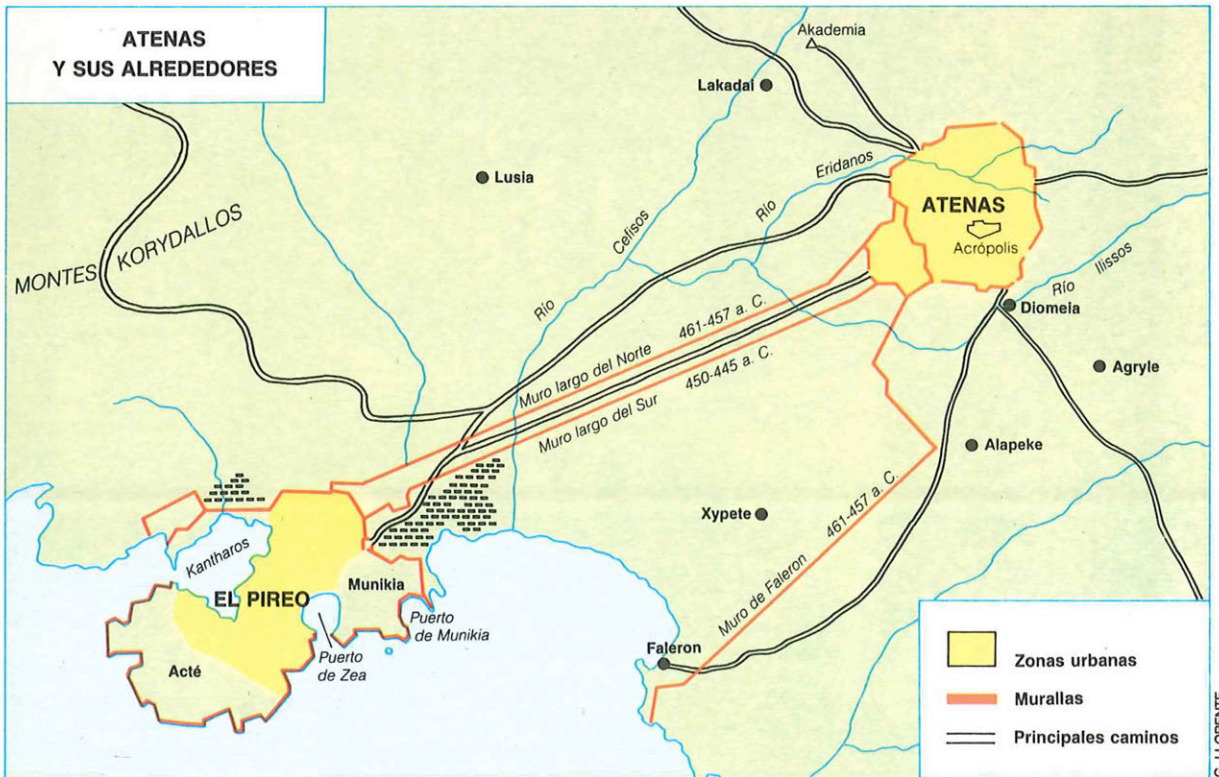 ATENAS
Y SUS ALREDEDORES
Akademia
Lakadai
Lusia
Río
Eridanos
ATENAS
Acrópolis
MONTES
KORYDALLOS
Río
Cefisos
Río
Ilissos
Diomeia
Muro largo del Norte
461-457 a. C.
Muro largo del Sur
450-445 a. C.
Agryle
Alapeke
Xypete
Muro de Faleron
461-457 a. C.
Kantharos
Munikia
EL PIREO
Puerto
de Munikia
Puerto
de Zea
Acté
Faleron
Zonas urbanas
Murallas
Principales caminos